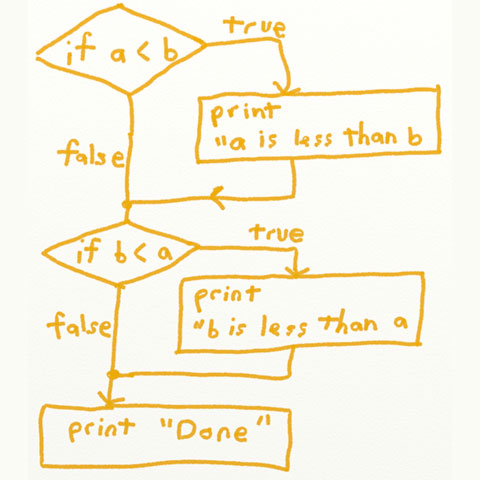 if a < b
true
print
"a is less than b
false
if b < a
true
print
"b is less than a
false
print "Done"